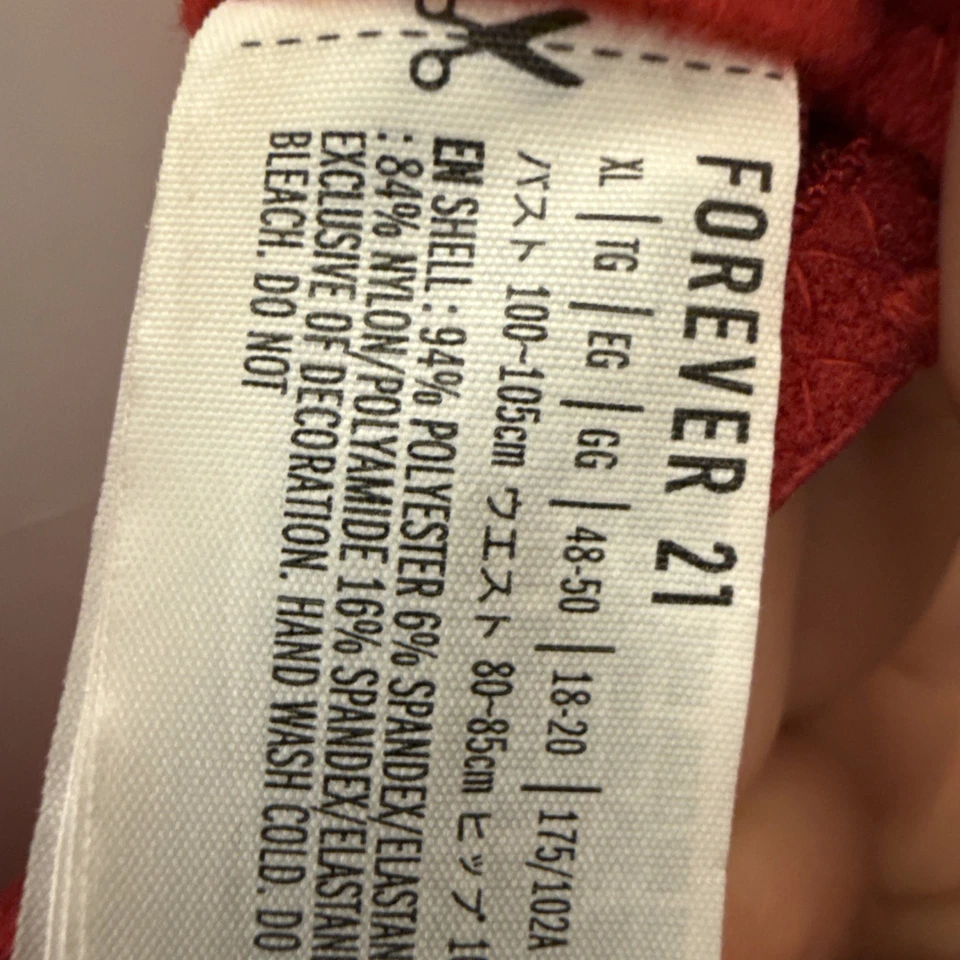 FOREVER 21
XL | TG | EG | GG | 48-50 | 18-20 | 175/102A
バスト 100~105cm ウエスト 80~85cm ヒップ
EN SHELL : 94% POLYESTER 6% SPANDEX/ELASTAN
: 84% NYLON/POLYAMIDE 16% SPANDEX/ELASTAN
EXCLUSIVE OF DECORATION. HAND WASH COLD. DO
BLEACH. DO NOT